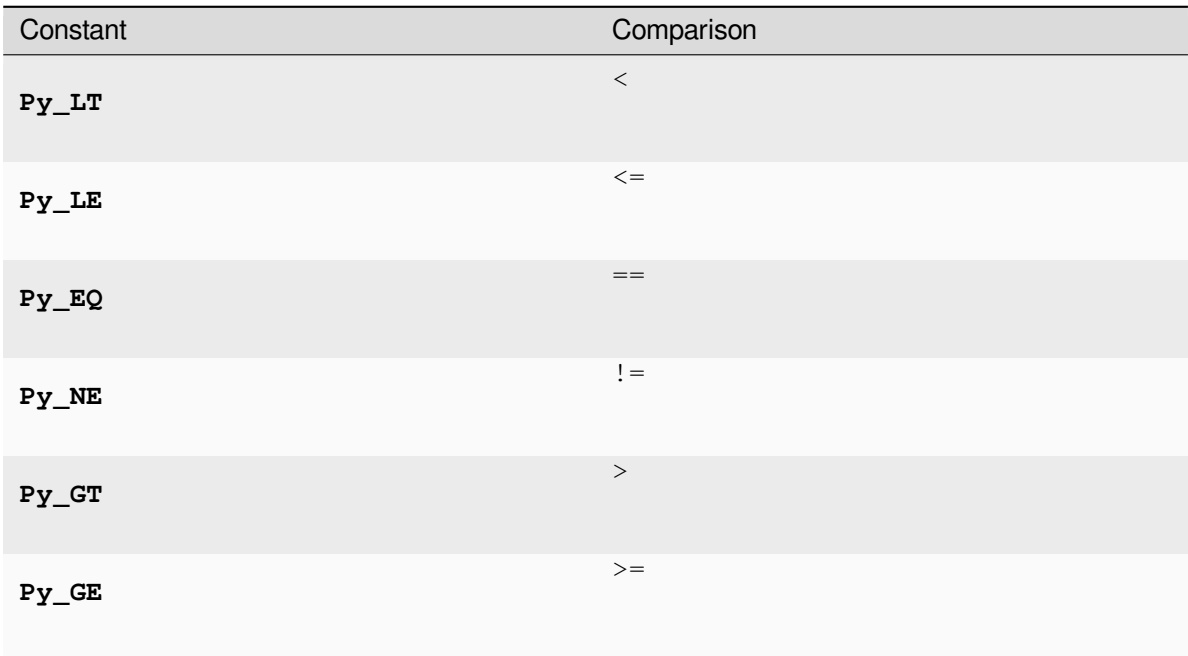 Constant Comparison
Py_LT <
Py_LE <=
Py_EQ ==
Py_NE !=
Py_GT >
Py_GE >=